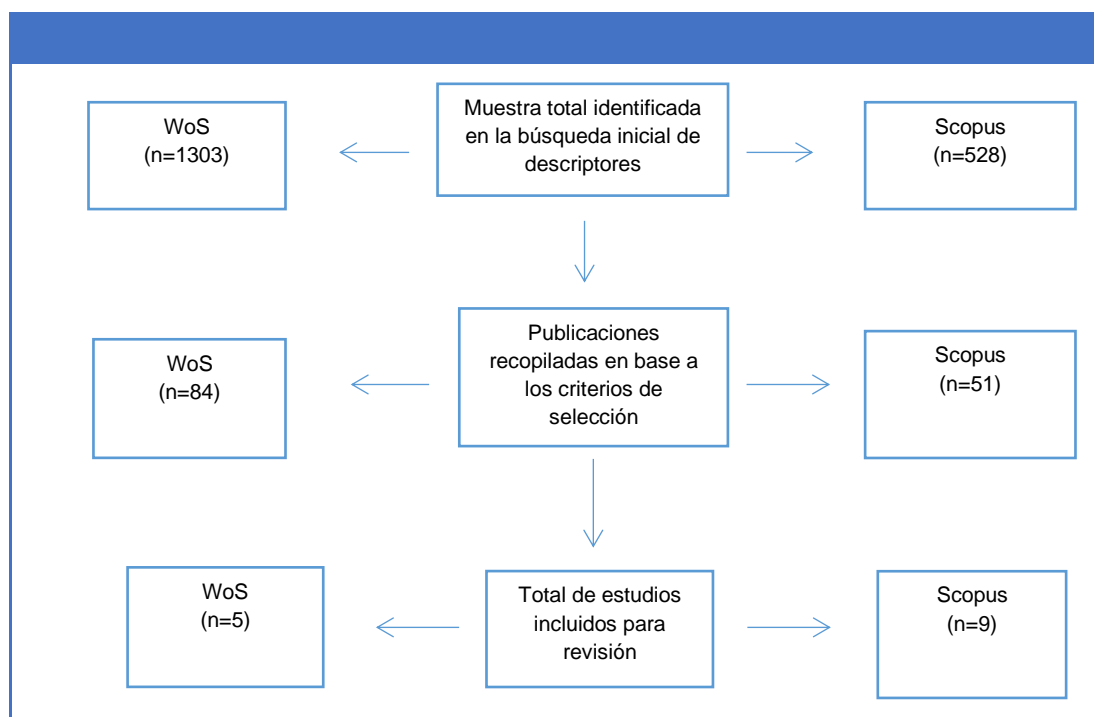 WoS
(n=1303)
Muestra total identificada
en la búsqueda inicial de
descriptores
Scopus
(n=528)
WoS
(n=84)
Publicaciones
recopiladas en base a
los criterios de
selección
Scopus
(n=51)
WoS
(n=5)
Total de estudios
incluidos para
revisión
Scopus
(n=9)